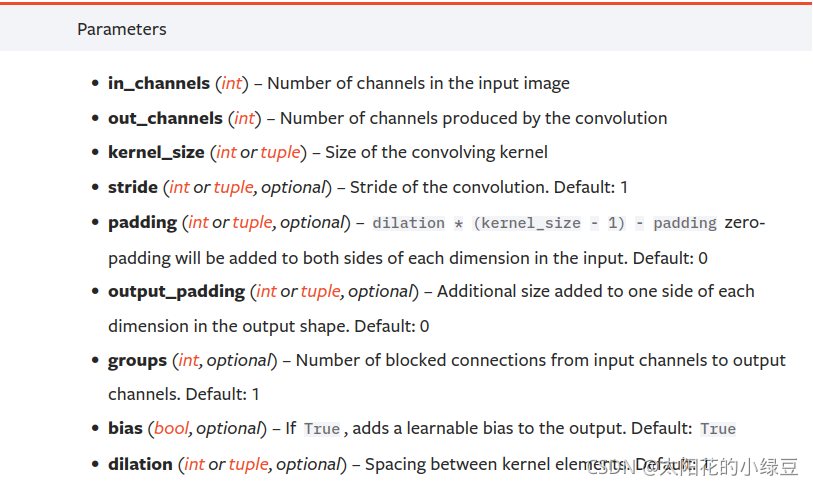 Parameters
• in_channels (int) – Number of channels in the input image
• out_channels (int) – Number of channels produced by the convolution
• kernel_size (int or tuple) – Size of the convolving kernel
• stride (int or tuple, optional) – Stride of the convolution. Default: 1
• padding (int or tuple, optional) – dilation * (kernel_size - 1) - padding zero-
padding will be added to both sides of each dimension in the input. Default: 0
• output_padding (int or tuple, optional) – Additional size added to one side of each
dimension in the output shape. Default: 0
• groups (int, optional) – Number of blocked connections from input channels to output
channels. Default: 1
• bias (bool, optional) – If True, adds a learnable bias to the output. Default: True
• dilation (int or tuple, optional) – Spacing between kernel elements. Default: 1
CSDN @太阳花的小绿豆